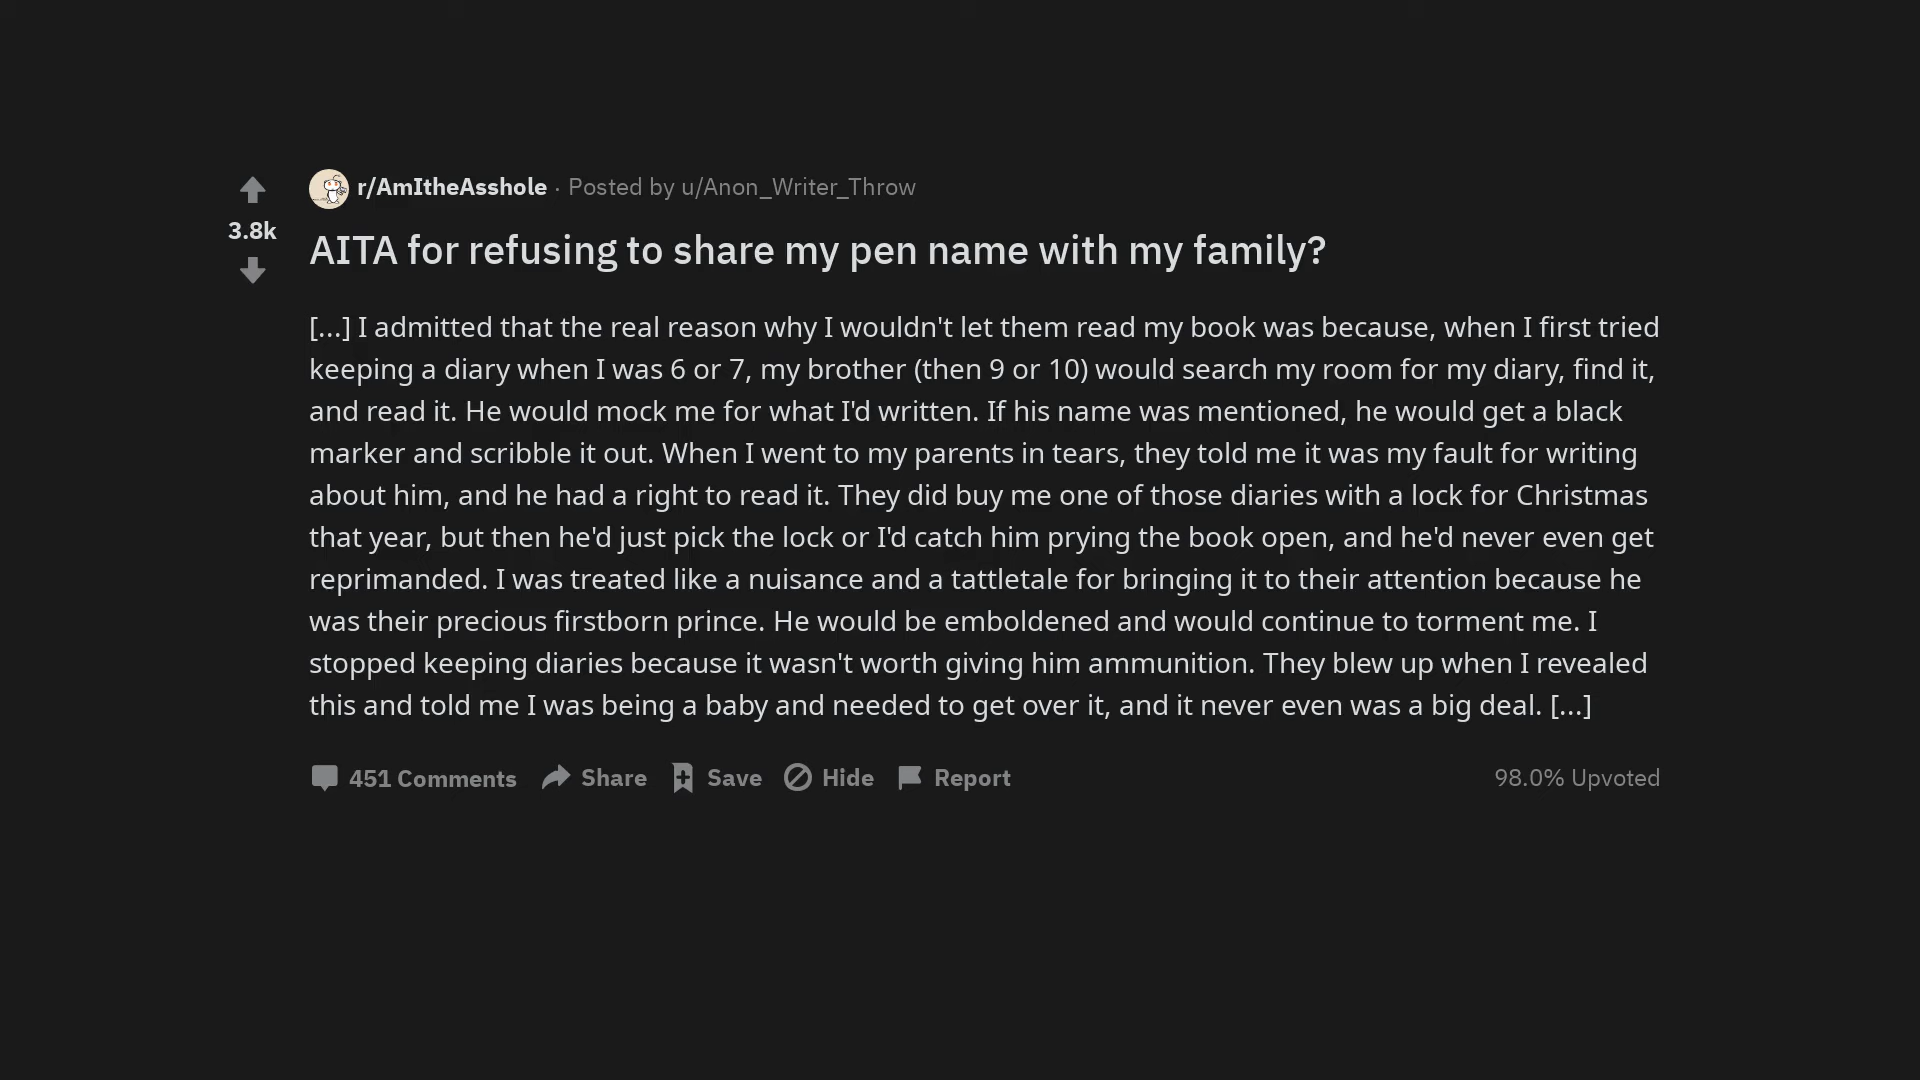 r/AmItheAsshole · Posted by u/Anon_Writer_Throw
3.8k
AITA for refusing to share my pen name with my family?
[...] I admitted that the real reason why I wouldn't let them read my book was because, when I first tried
keeping a diary when I was 6 or 7, my brother (then 9 or 10) would search my room for my diary, find it,
and read it. He would mock me for what I'd written. If his name was mentioned, he would get a black
marker and scribble it out. When I went to my parents in tears, they told me it was my fault for writing
about him, and he had a right to read it. They did buy me one of those diaries with a lock for Christmas
that year, but then he'd just pick the lock or I'd catch him prying the book open, and he'd never even get
reprimanded. I was treated like a nuisance and a tattletale for bringing it to their attention because he
was their precious firstborn prince. He would be emboldened and would continue to torment me. I
stopped keeping diaries because it wasn't worth giving him ammunition. They blew up when I revealed
this and told me I was being a baby and needed to get over it, and it never even was a big deal. [...]
451 Comments Share Save Hide Report 98.0% Upvoted